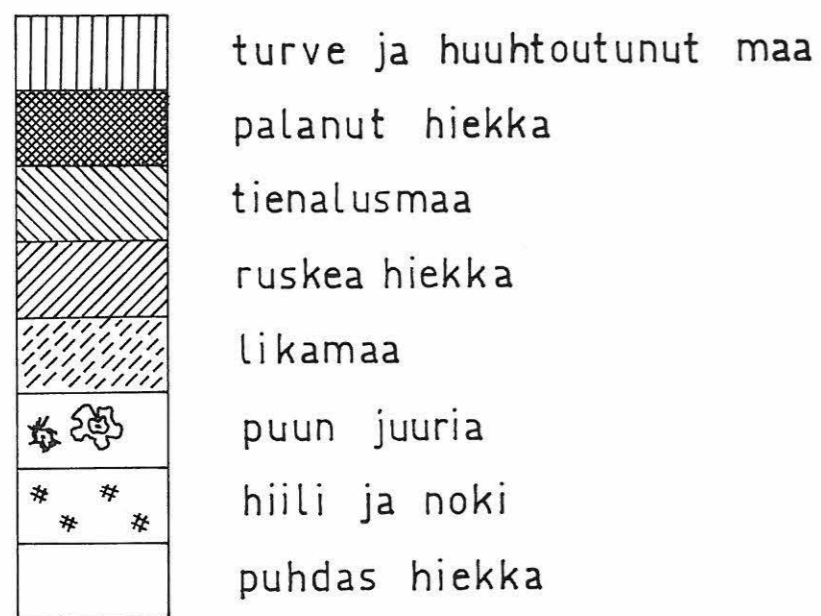 turve ja huuhtoutunut maa
palanut hiekka
tienalusmaa
ruskea hiekka
likamaa
puun juuria
hiili ja noki
puhdas hiekka